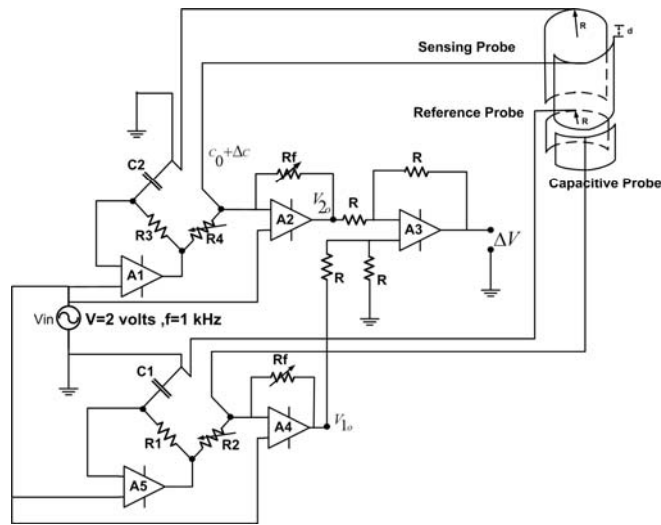 R
d
Sensing Probe
Reference Probe
R
C2
C₀+ΔC
Rf
R
Capacitive Probe
V₂ₒ
R
A2
R3
R4
A3
ΔV
A1
R
R
Vin
V=2 volts ,f=1 kHz
C1
Rf
R1
R2
A4
V₁ₒ
A5